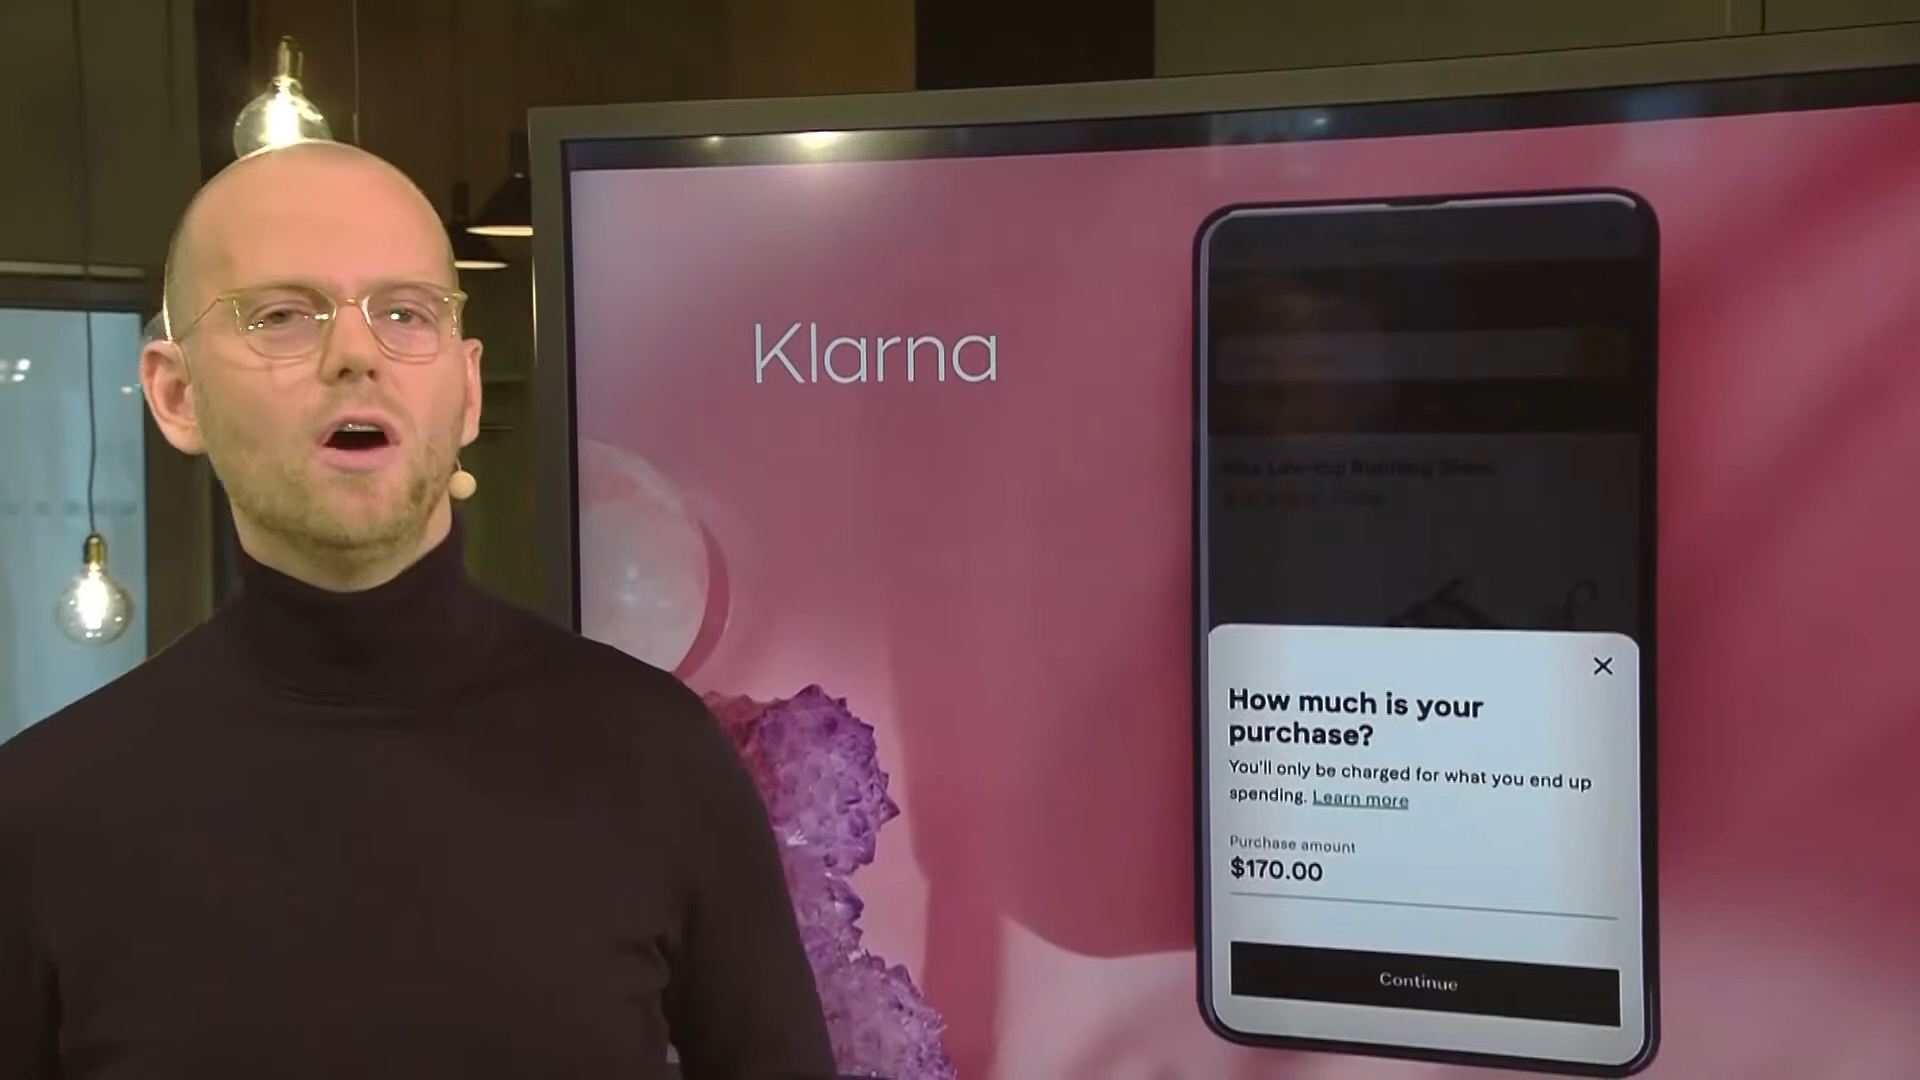 Klarna
How much is your
purchase?
You'll only be charged for what you end up
spending. Learn more
Purchase amount
$170.00
Continue